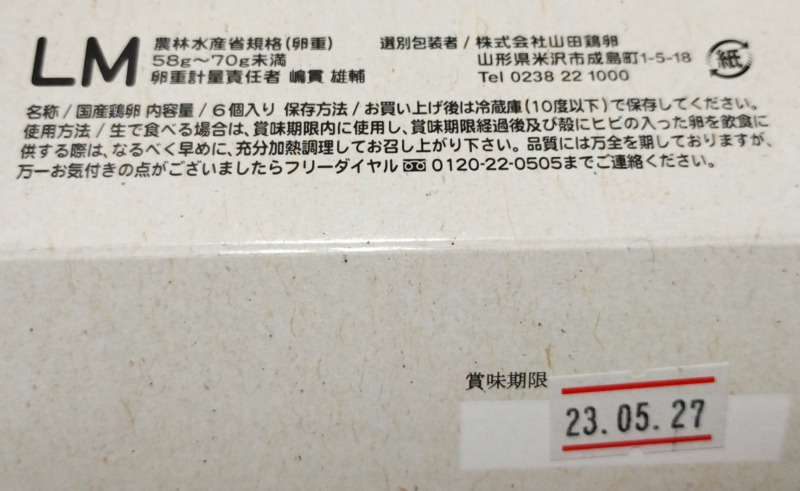 LM
農林水産省規格(卵重)
58g～70g未満
卵重計量責任者 嶋貫 雄輔
選別包装者/株式会社山田鶏卵
山形県米沢市成島町1-5-18
Tel 0238 22 1000
紙
名称/国産鶏卵 内容量/6個入り 保存方法/お買い上げ後は冷蔵庫(10度以下)で保存してください。
使用方法/生で食べる場合は、賞味期限内に使用し、賞味期限経過後及び殻にヒビの入った卵を飲食に
供する際は、なるべく早めに、充分加熱調理してお召し上がり下さい。品質には万全を期しておりますが、
万一お気付きの点がございましたらフリーダイヤル 0120-22-0505までご連絡ください。
賞味期限
23.05.27